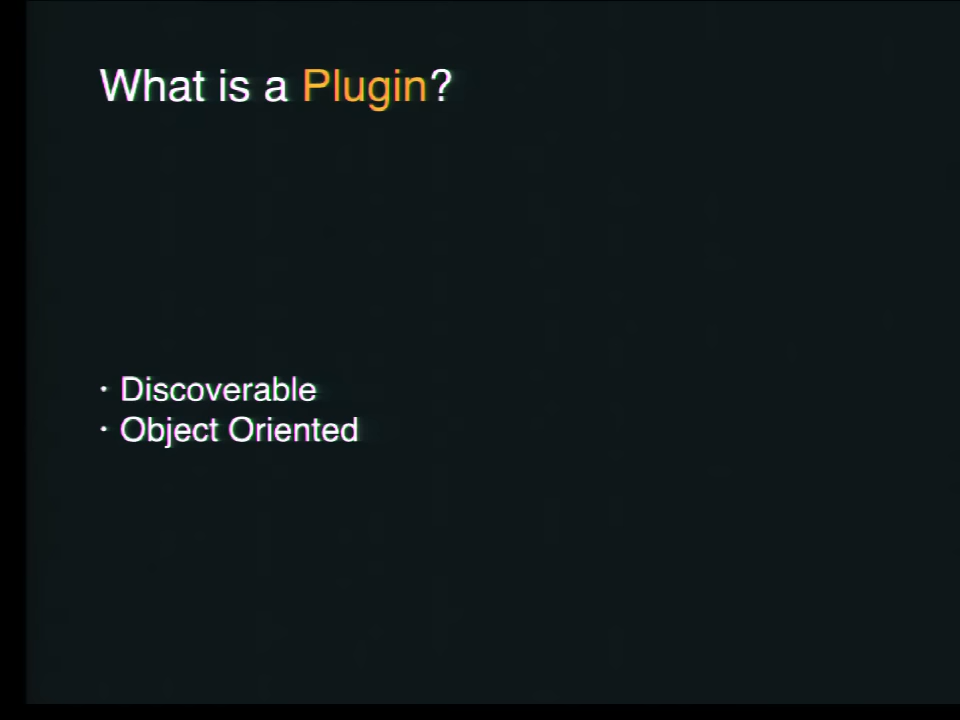 What is a Plugin?
· Discoverable
· Object Oriented